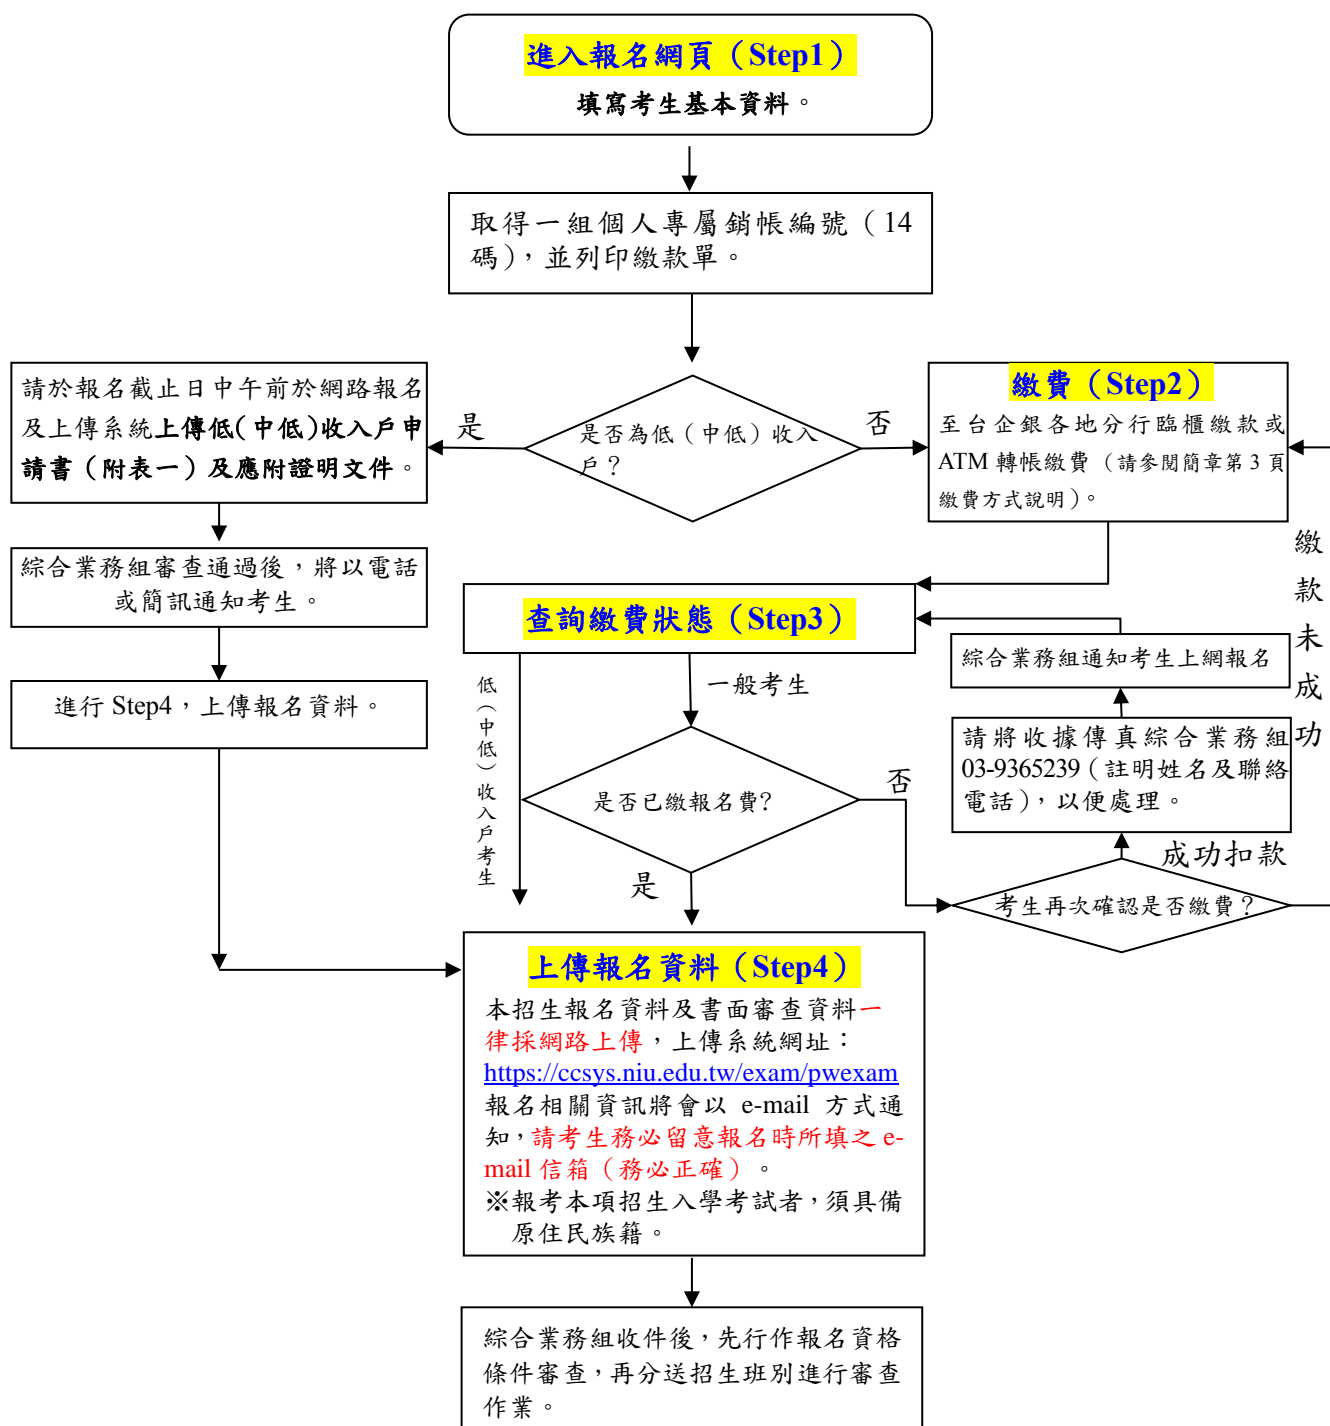 進入報名網頁（Step1）
填寫考生基本資料。
取得一組個人專屬銷帳編號（14
碼），並列印繳款單。
是否為低（中低）收入
戶？
是
否
請於報名截止日中午前於網路報名
及上傳系統上傳低(中低)收入戶申
請書（附表一）及應附證明文件。
綜合業務組審查通過後，將以電話
或簡訊通知考生。
進行 Step4，上傳報名資料。
繳費（Step2）
至台企銀各地分行臨櫃繳款或
ATM 轉帳繳費（請參閱簡章第 3 頁
繳費方式說明）。
查詢繳費狀態（Step3）
低（中低）收入戶考生
一般考生
是否已繳報名費?
是
否
考生再次確認是否繳費？
成功扣款
繳款未成功
請將收據傳真綜合業務組
03-9365239（註明姓名及聯絡
電話），以便處理。
綜合業務組通知考生上網報名
上傳報名資料（Step4）
本招生報名資料及書面審查資料一
律採網路上傳，上傳系統網址：
https://ccsys.niu.edu.tw/exam/pwexam
報名相關資訊將會以 e-mail 方式通
知，請考生務必留意報名時所填之 e-
mail 信箱（務必正確）。
※報考本項招生入學考試者，須具備
原住民族籍。
綜合業務組收件後，先行作報名資格
條件審查，再分送招生班別進行審查
作業。